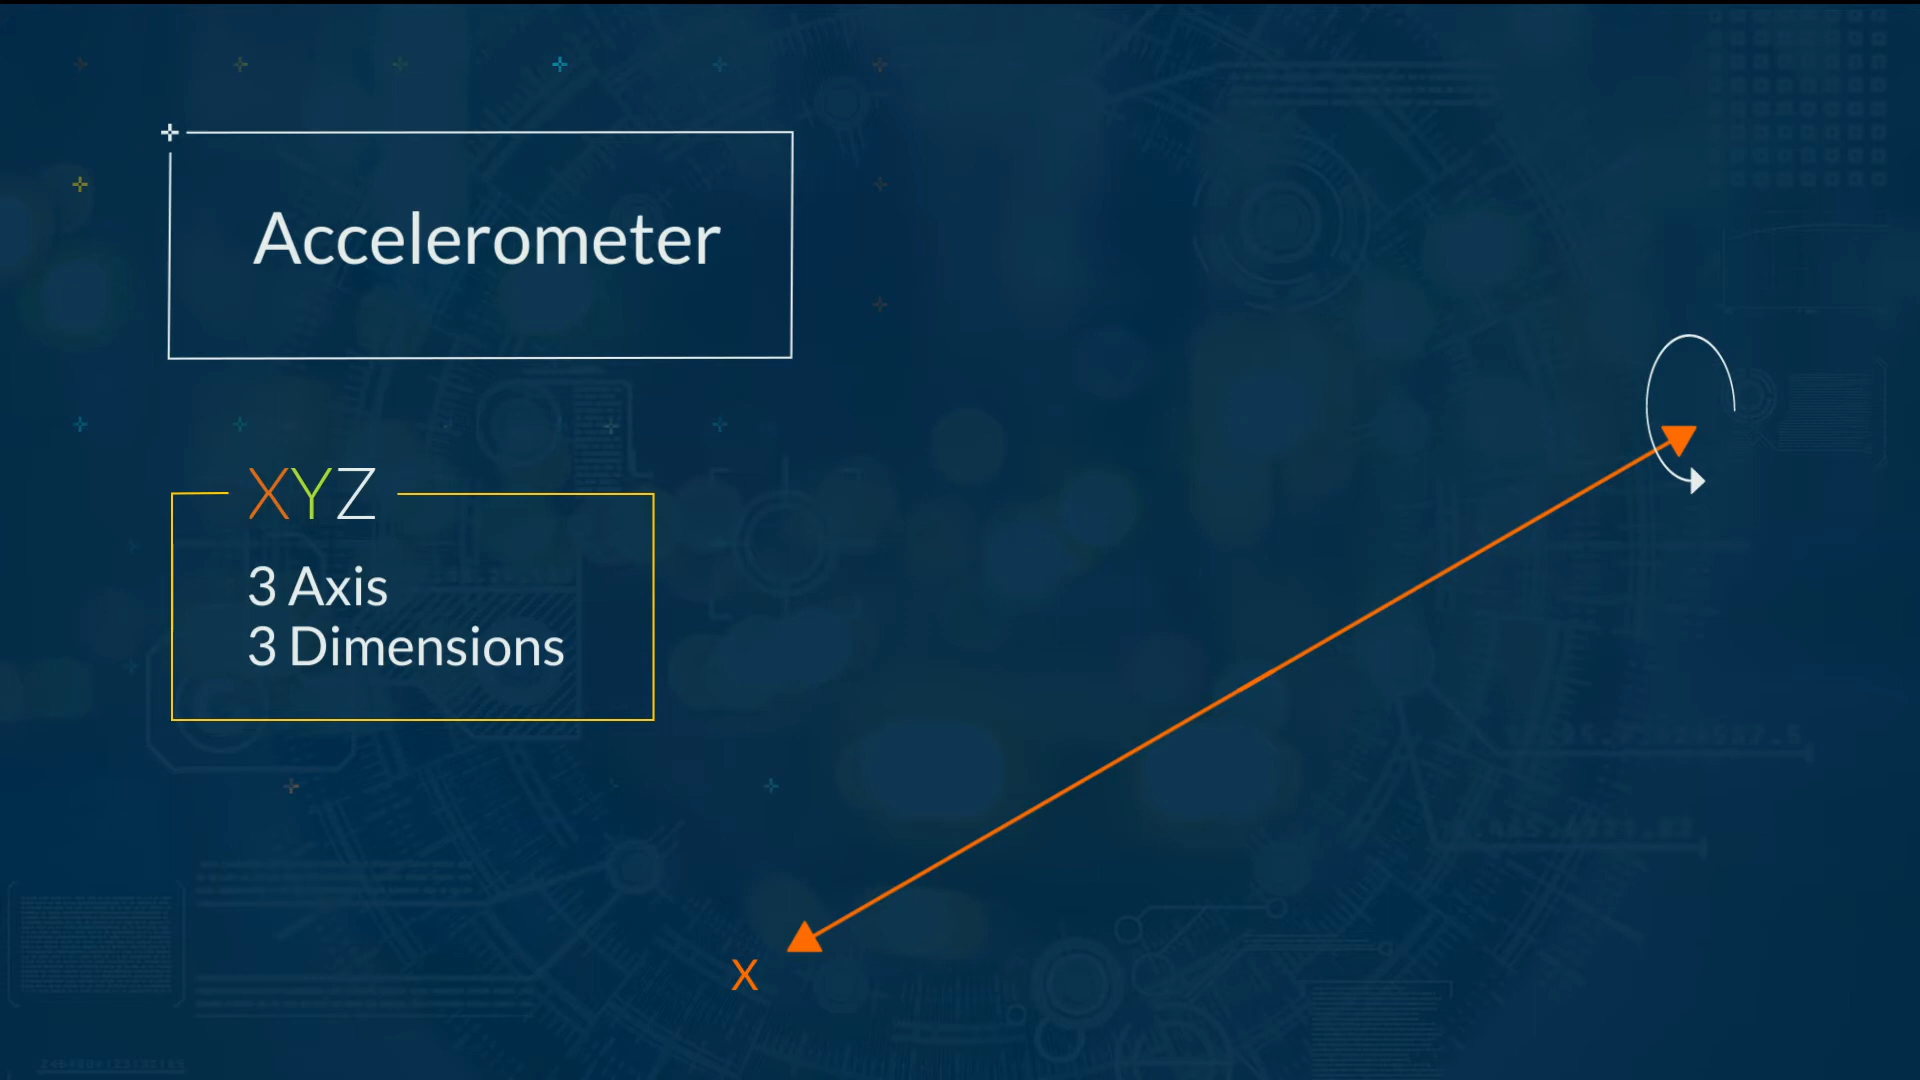 Accelerometer
XYZ
3 Axis
3 Dimensions
X